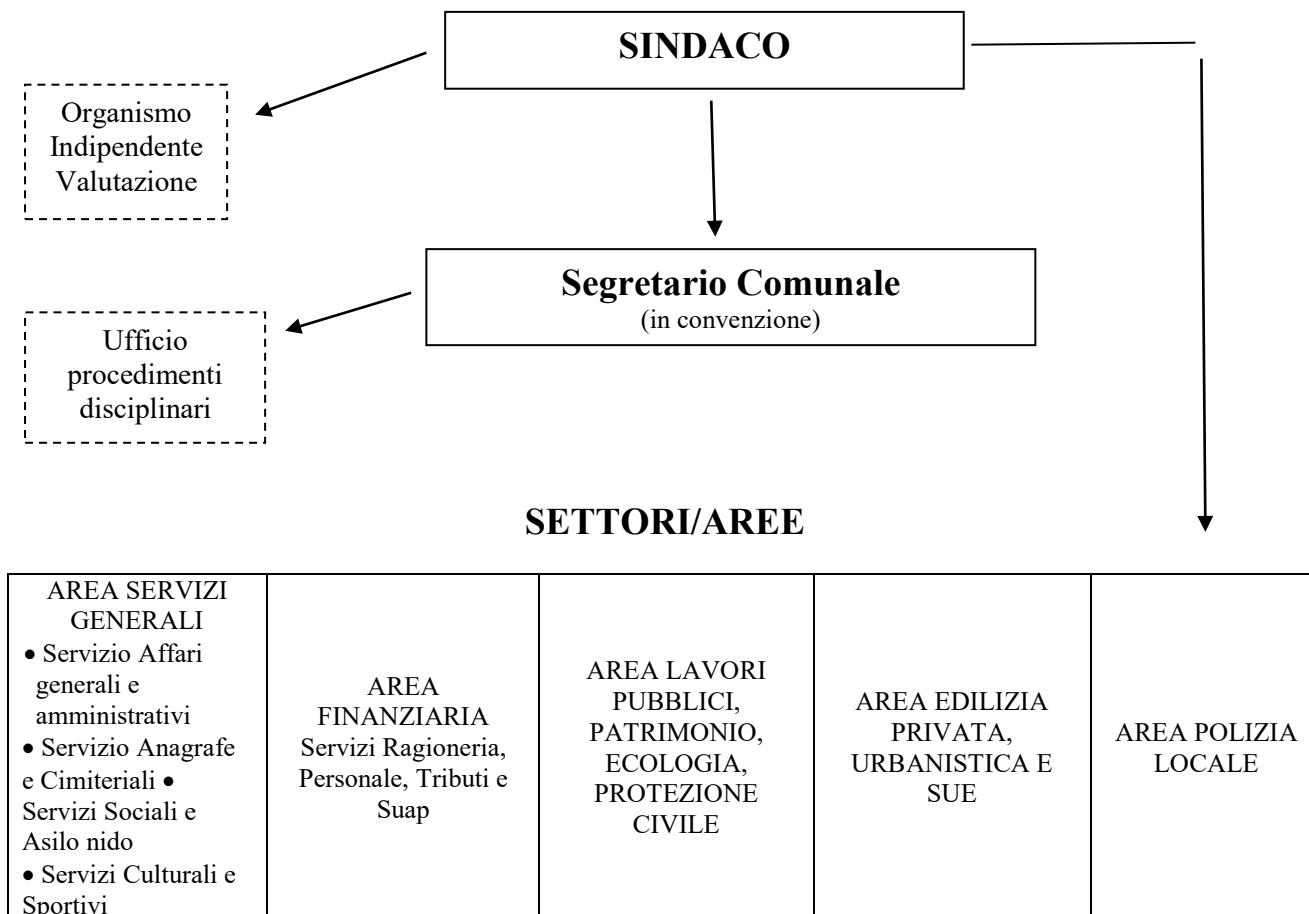 SINDACO
Organismo
Indipendente
Valutazione
Segretario Comunale
(in convenzione)
Ufficio
procedimenti
disciplinari
SETTORI/AREE
AREA SERVIZI
GENERALI
• Servizio Affari
generali e
amministrativi
• Servizio Anagrafe
e Cimiteriali •
Servizi Sociali e
Asilo nido
• Servizi Culturali e
Sportivi
AREA
FINANZIARIA
Servizi Ragioneria,
Personale, Tributi e
Suap
AREA LAVORI
PUBBLICI,
PATRIMONIO,
ECOLOGIA,
PROTEZIONE
CIVILE
AREA EDILIZIA
PRIVATA,
URBANISTICA E
SUE
AREA POLIZIA
LOCALE